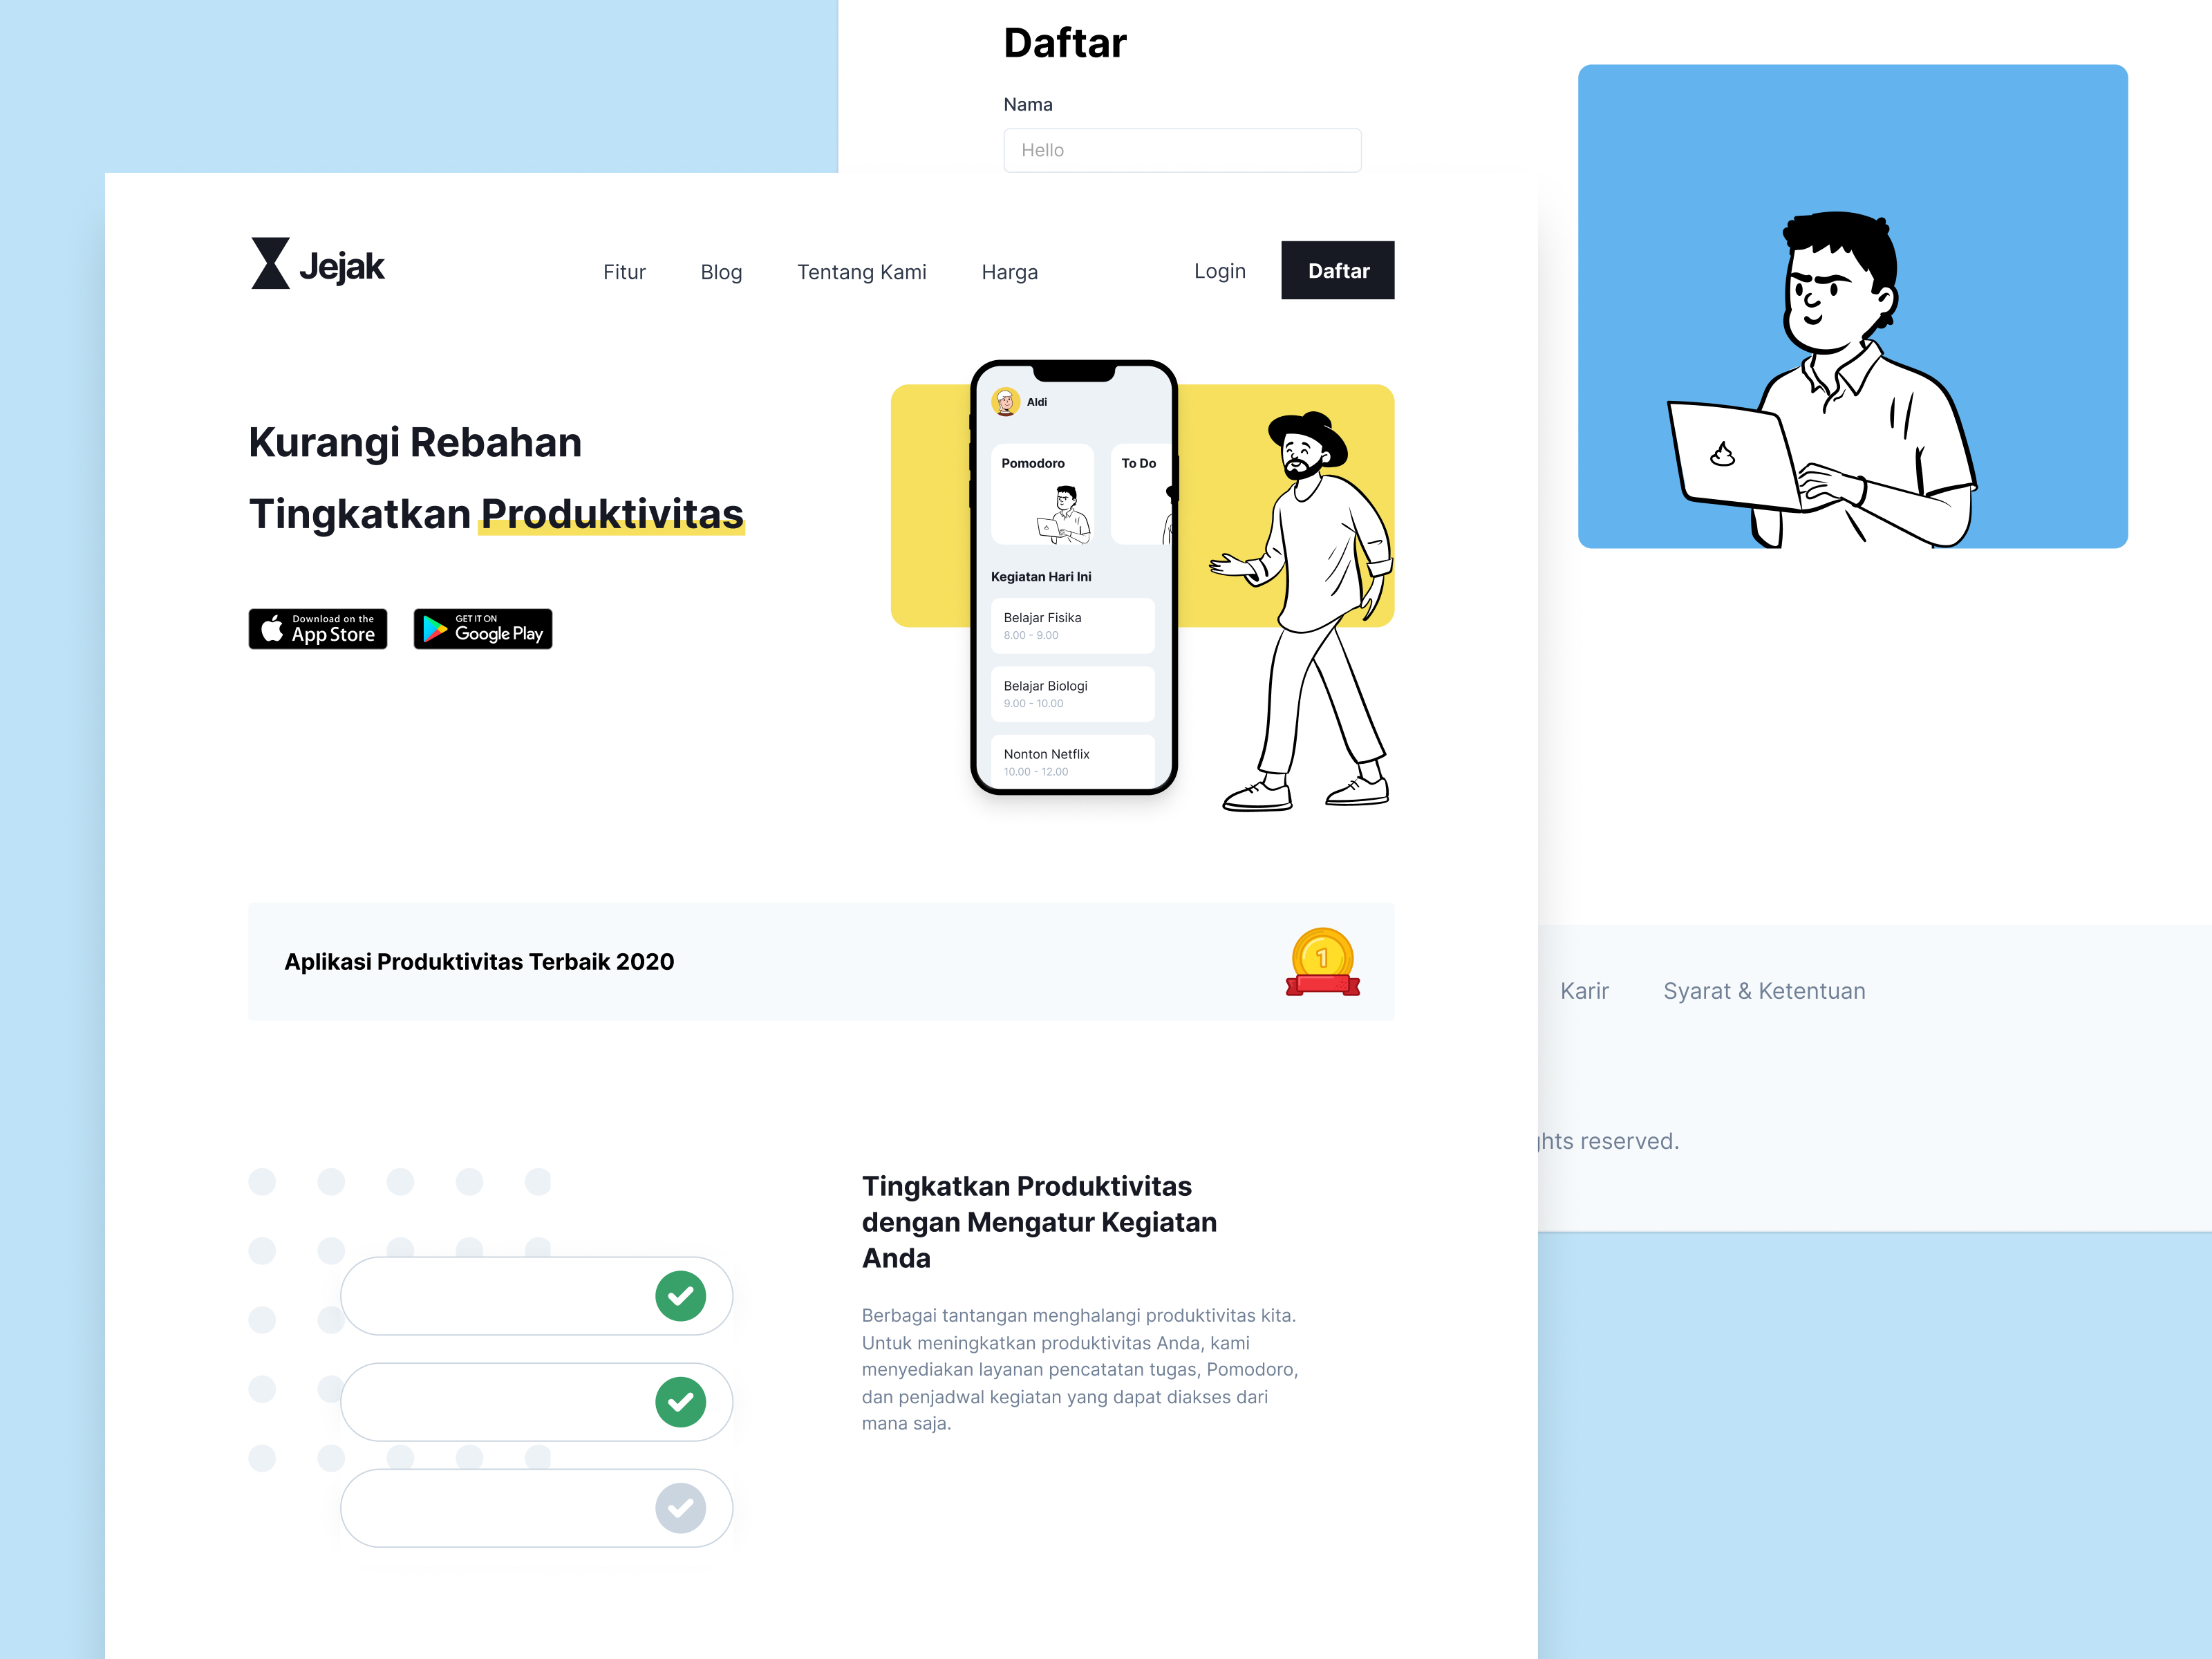 Daftar
Nama
Hello
Jejak
Fitur
Blog
Tentang Kami
Harga
Login
Daftar
Kurangi Rebahan
Tingkatkan Produktivitas
Download on the
App Store
GET IT ON
Google Play
Aldi
Pomodoro
To Do
Kegiatan Hari Ini
Belajar Fisika
8.00 - 9.00
Belajar Biologi
9.00 - 10.00
Nonton Netflix
10.00 - 12.00
Aplikasi Produktivitas Terbaik 2020
1
Karir
Syarat & Ketentuan
reserved.
Tingkatkan Produktivitas
dengan Mengatur Kegiatan
Anda
Berbagai tantangan menghalangi produktivitas kita.
Untuk meningkatkan produktivitas Anda, kami
menyediakan layanan pencatatan tugas, Pomodoro,
dan penjadwal kegiatan yang dapat diakses dari
mana saja.